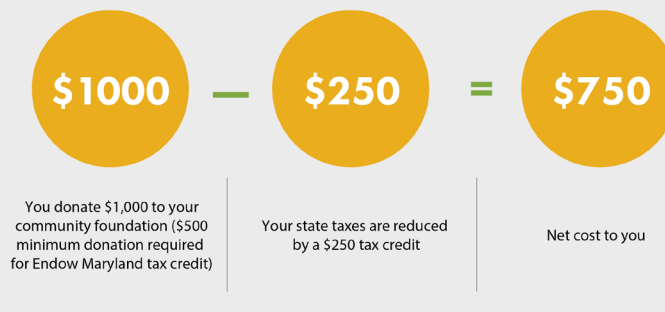 $1000 – $250 = $750
You donate $1,000 to your
community foundation ($500
minimum donation required
for Endow Maryland tax credit)
Your state taxes are reduced
by a $250 tax credit
Net cost to you